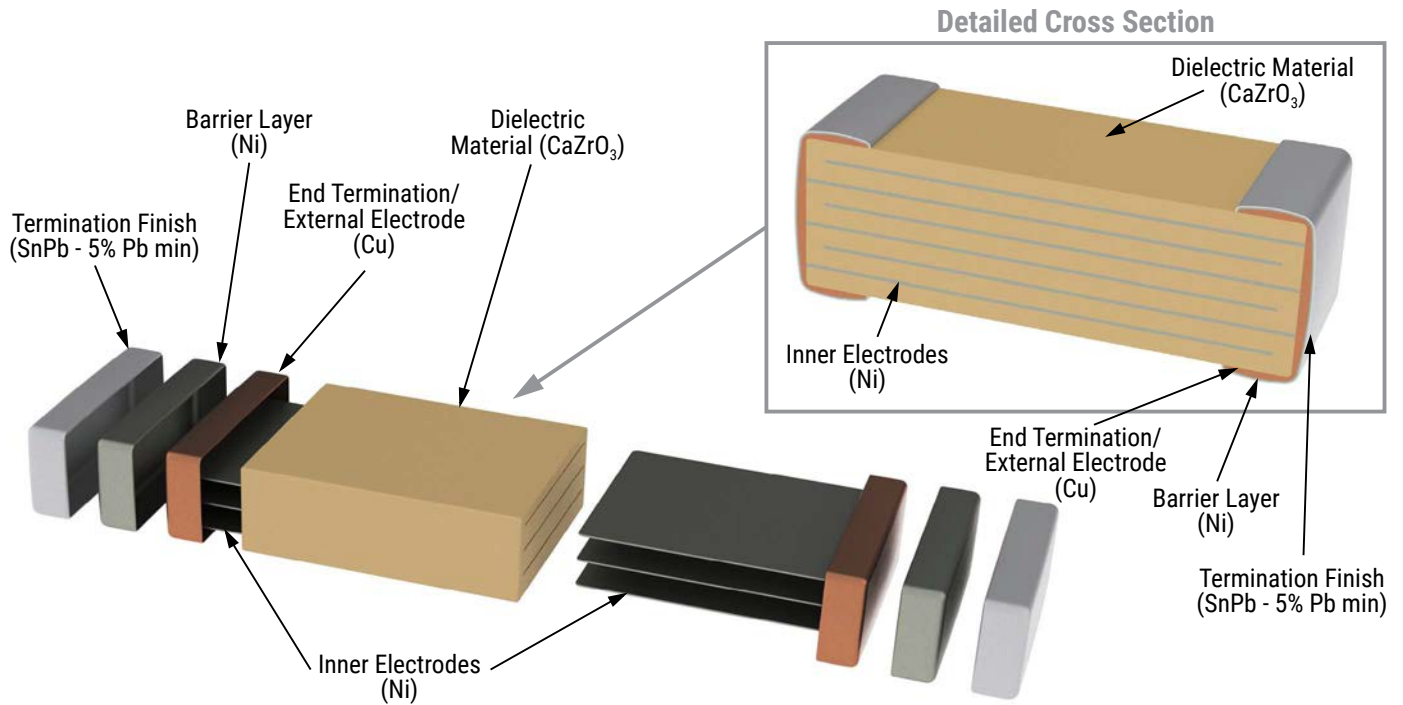 Detailed Cross Section
Dielectric Material
(CaZrO₃)
Barrier Layer
(Ni)
Dielectric
Material (CaZrO₃)
End Termination/
External Electrode
(Cu)
Termination Finish
(SnPb - 5% Pb min)
Inner Electrodes
(Ni)
End Termination/
External Electrode
(Cu)
Barrier Layer
(Ni)
Termination Finish
(SnPb - 5% Pb min)
Inner Electrodes
(Ni)